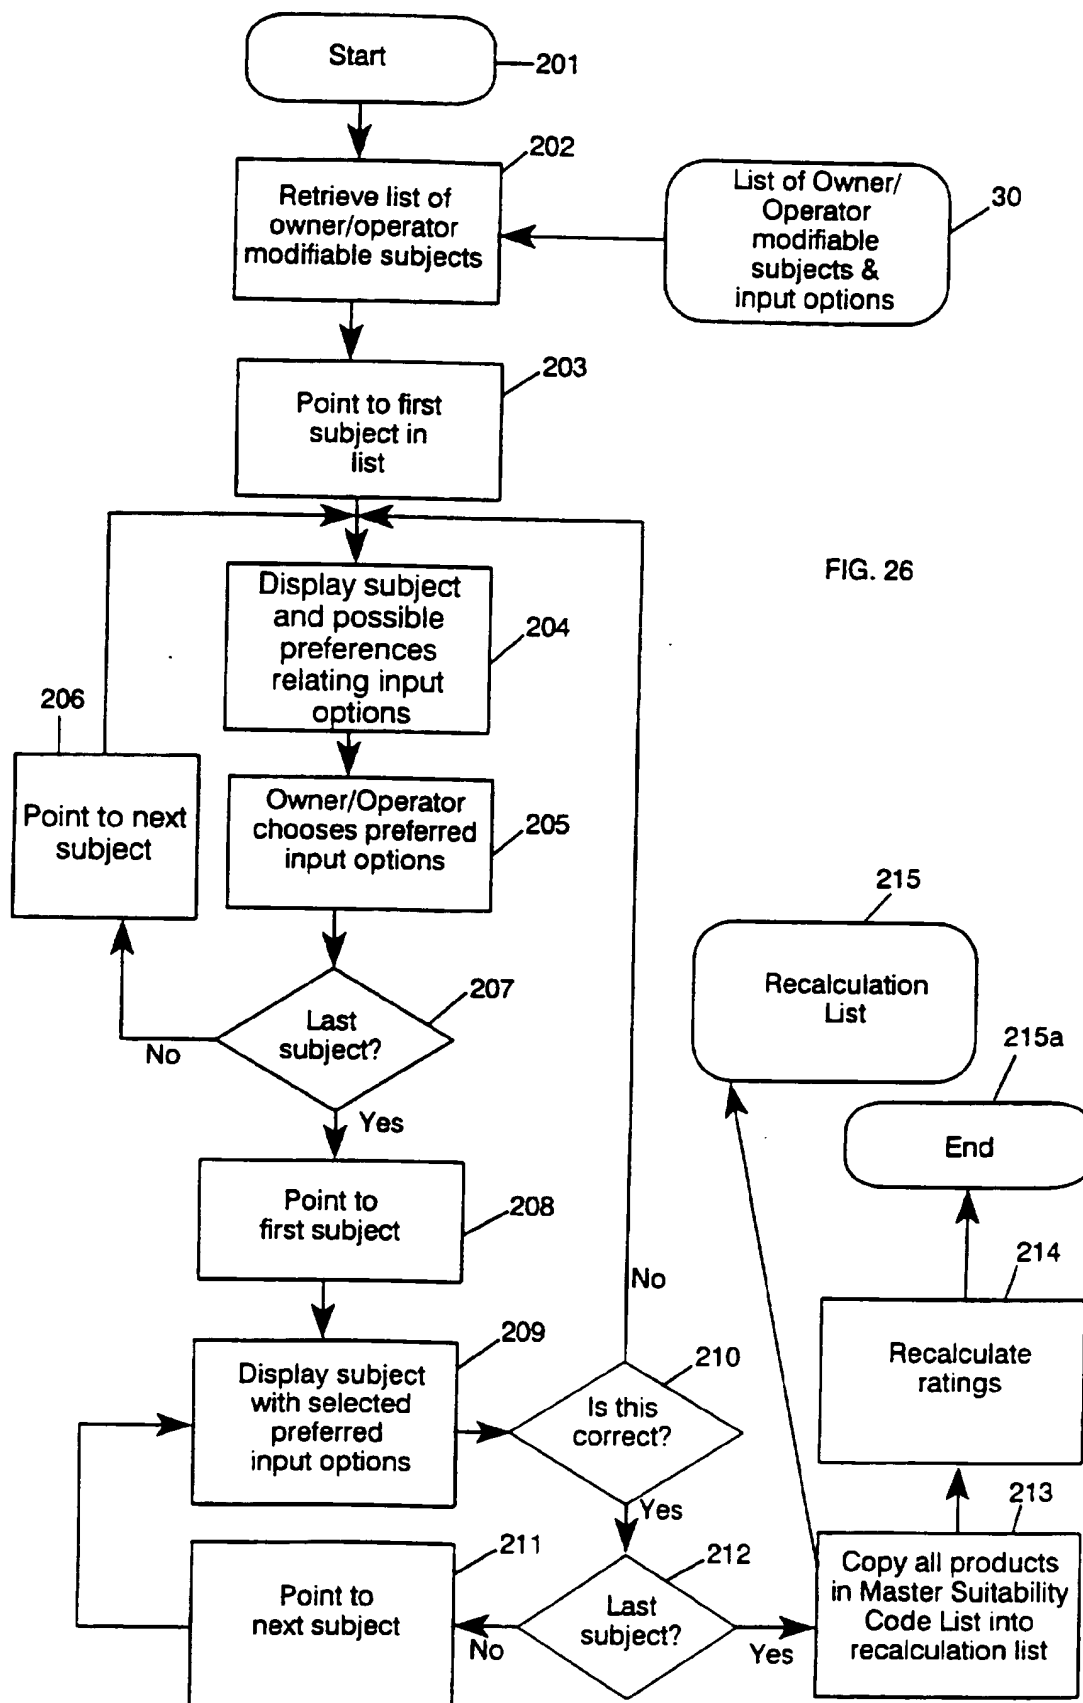 Start
201
202
Retrieve list of
owner/operator
modifiable subjects
List of Owner/
Operator
modifiable
subjects &
input options
30
203
Point to first
subject in
list
FIG. 26
Display subject
and possible
preferences
relating input
options
204
206
Point to next
subject
Owner/Operator
chooses preferred
input options
205
215
Recalculation
List
207
Last
subject?
No
Yes
215a
End
Point to
first subject
208
No
214
Recalculate
ratings
209
Display subject
with selected
preferred
input options
210
Is this
correct?
Yes
213
Copy all products
in Master Suitability
Code List into
recalculation list
211
Point to
next subject
212
Last
subject?
No
Yes